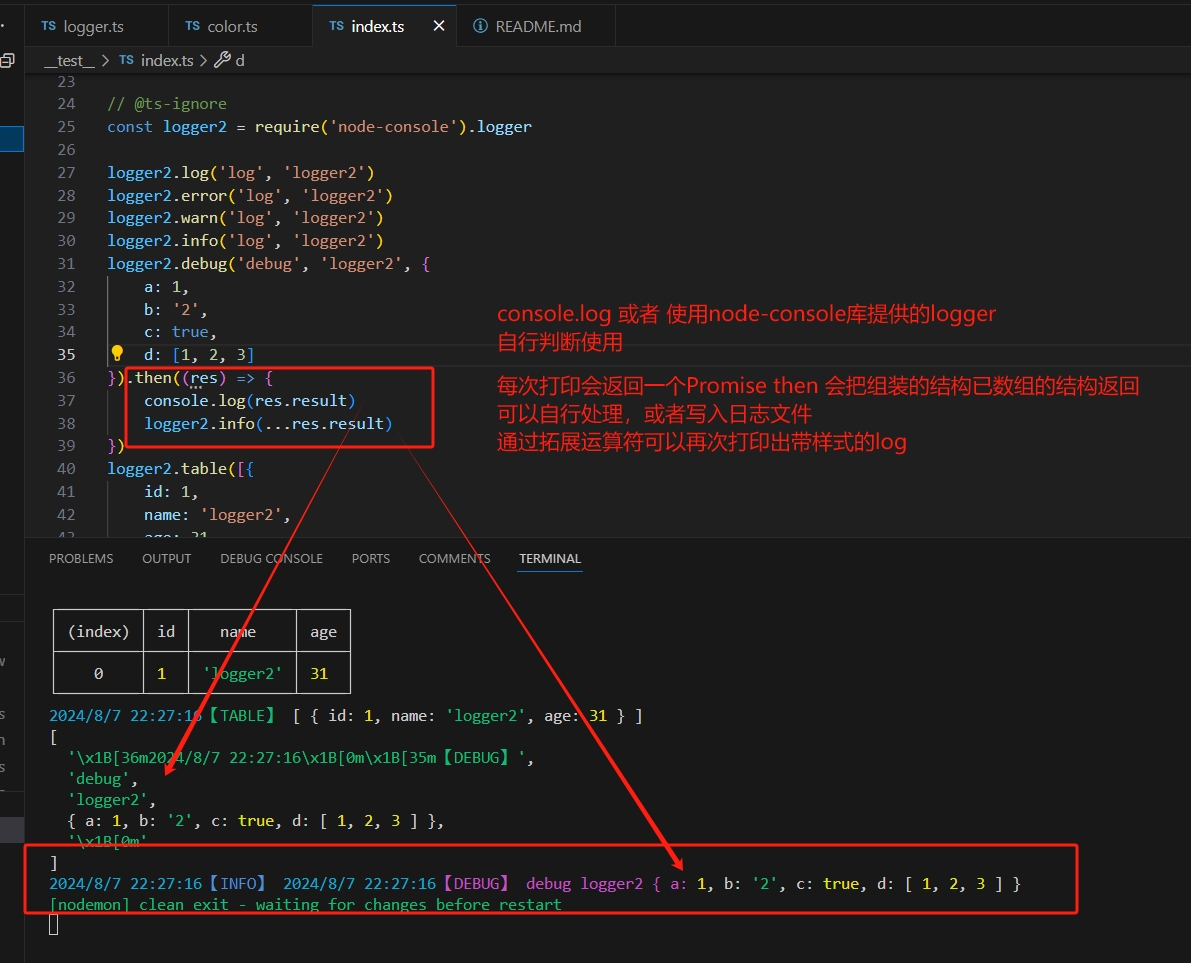 TS logger.ts TS color.ts TS index.ts × README.md
__test__ > TS index.ts > d
23
24 // @ts-ignore
25 const logger2 = require('node-console').logger
26
27 logger2.log('log', 'logger2')
28 logger2.error('log', 'logger2')
29 logger2.warn('log', 'logger2')
30 logger2.info('log', 'logger2')
31 logger2.debug('debug', 'logger2', {
32 a: 1,
33 b: '2',
34 c: true,
35 d: [1, 2, 3]
36 }).then((res) => {
37 console.log(res.result)
38 logger2.info(...res.result)
39 })
40 logger2.table([{
41 id: 1,
42 name: 'logger2',
console.log 或者 使用node-console库提供的logger
自行判断使用
每次打印会返回一个Promise then 会把组装的结构已数组的结构返回
可以自行处理，或者写入日志文件
通过拓展运算符可以再次打印出带样式的log
PROBLEMS OUTPUT DEBUG CONSOLE PORTS COMMENTS TERMINAL
(index) id name age
0 1 'logger2' 31
2024/8/7 22:27:16【TABLE】 [ { id: 1, name: 'logger2', age: 31 } ]
[
'\x1B[36m2024/8/7 22:27:16\x1B[0m\x1B[35m【DEBUG】',
'debug',
'logger2',
{ a: 1, b: '2', c: true, d: [ 1, 2, 3 ] },
'\x1B[0m'
]
2024/8/7 22:27:16【INFO】 2024/8/7 22:27:16【DEBUG】 debug logger2 { a: 1, b: '2', c: true, d: [ 1, 2, 3 ] }
[nodemon] clean exit - waiting for changes before restart